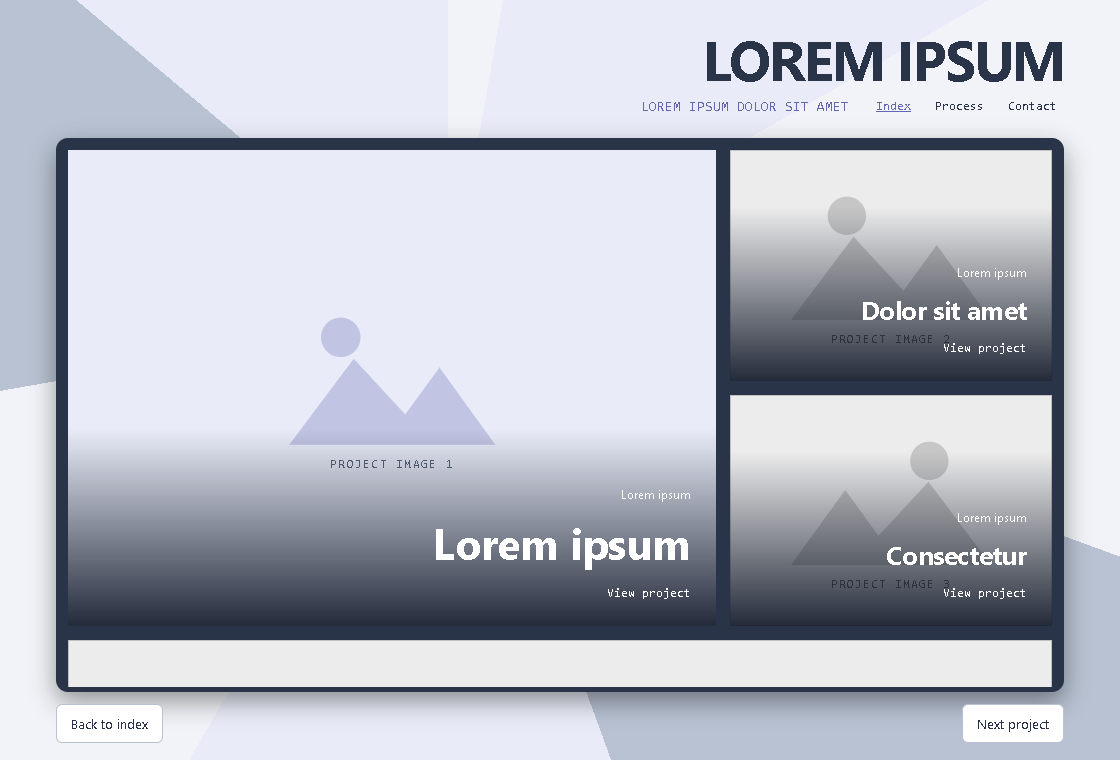 LOREM IPSUM
LOREM IPSUM DOLOR SIT AMET Index Process Contact
PROJECT IMAGE 1
Lorem ipsum
Lorem ipsum
View project
Lorem ipsum
Dolor sit amet
PROJECT IMAGE 2
View project
Lorem ipsum
Consectetur
PROJECT IMAGE 3
View project
Back to index
Next project